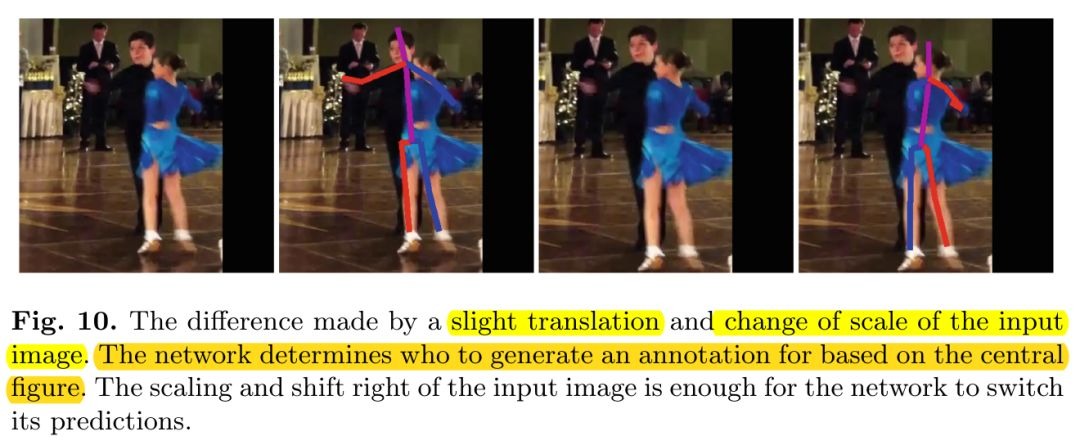 Fig. 10. The difference made by a slight translation and change of scale of the input
image. The network determines who to generate an annotation for based on the central
figure. The scaling and shift right of the input image is enough for the network to switch
its predictions.